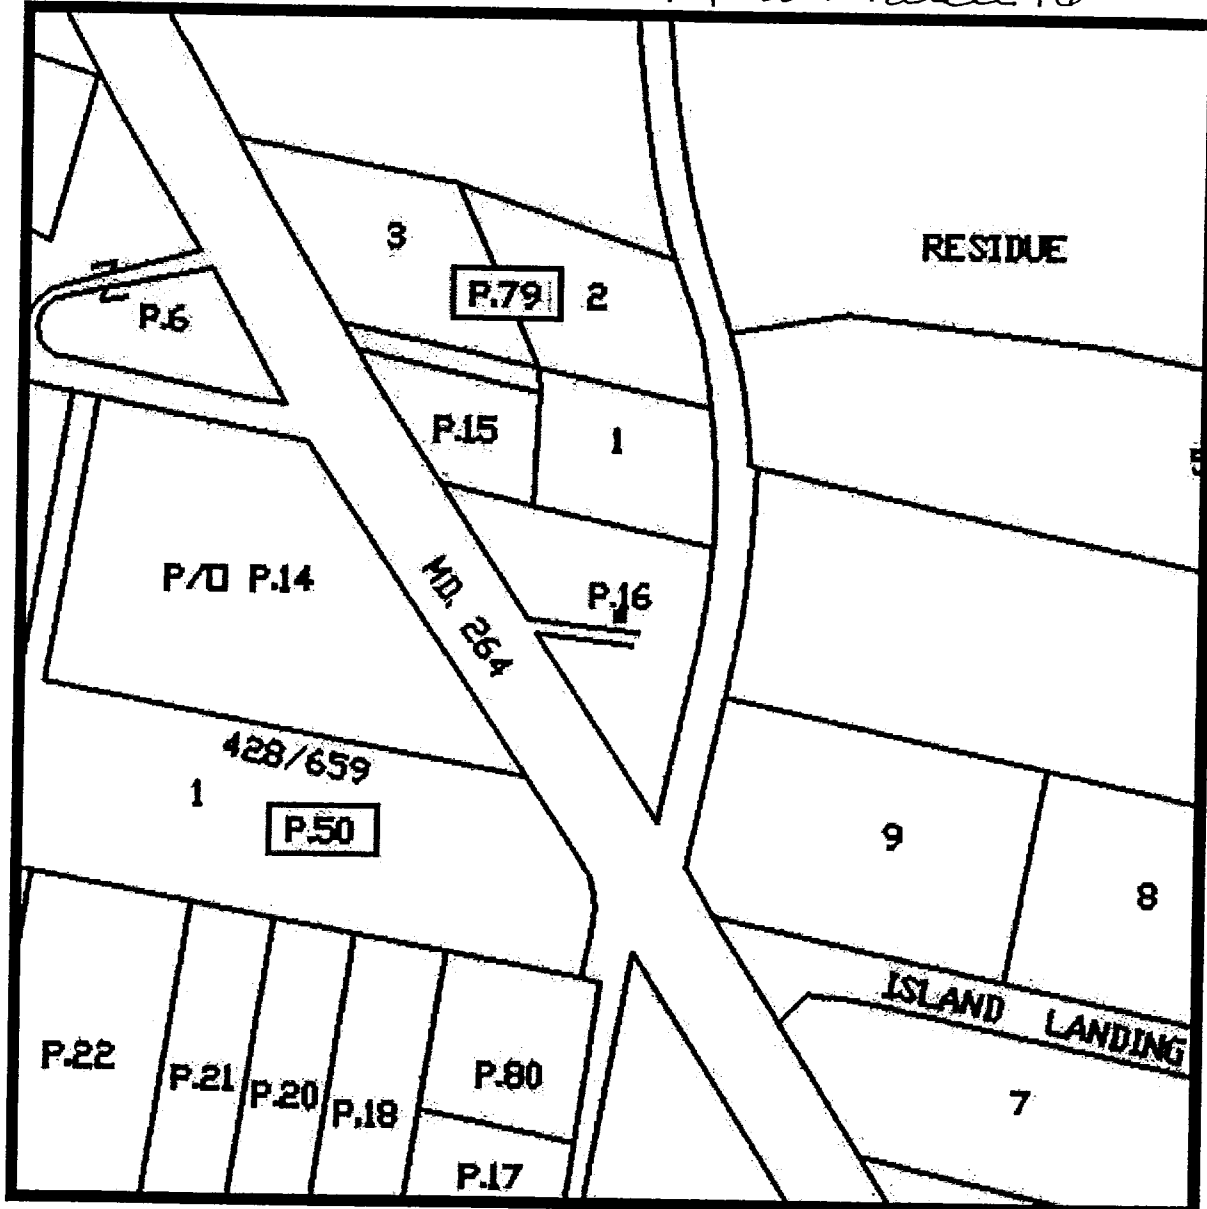 3
RESIDUE
P.79
2
P.6
P.15
1
P/O P.14
MD. 264
P.16
428/659
1
P.50
9
8
ISLAND LANDING
P.22
P.21
P.20
P.18
P.80
P.17
7